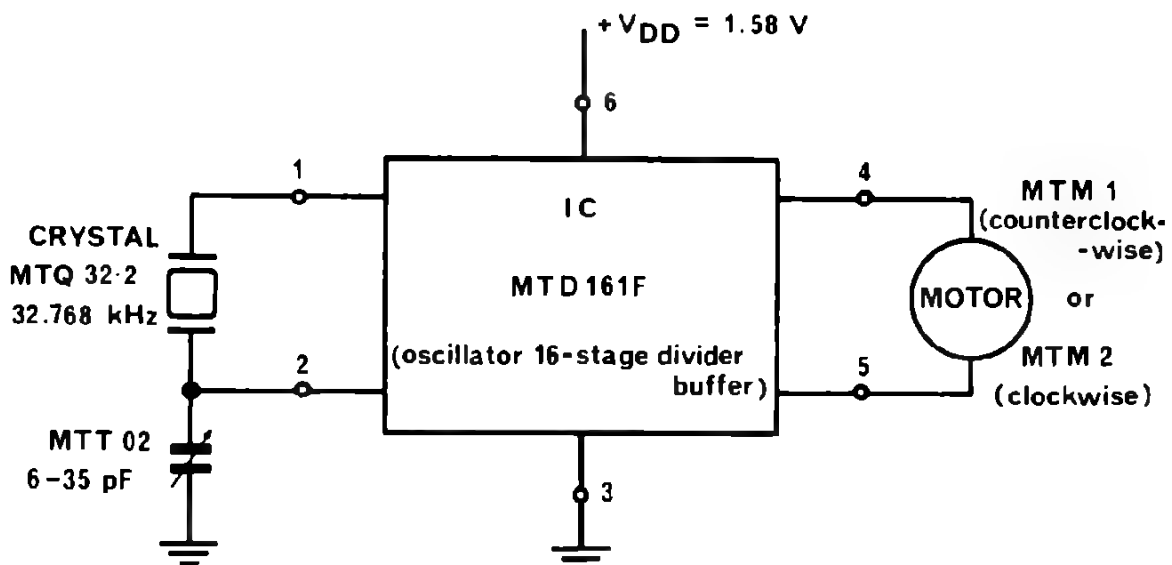 + VDD = 1.58 V
6
1
4
IC
MTM 1
(counterclock-
-wise)
CRYSTAL
MTQ 32·2
32.768 kHz
MTD 161F
MOTOR
or
2
(oscillator 16-stage divider
buffer)
5
MTM 2
(clockwise)
MTT 02
6-35 pF
3